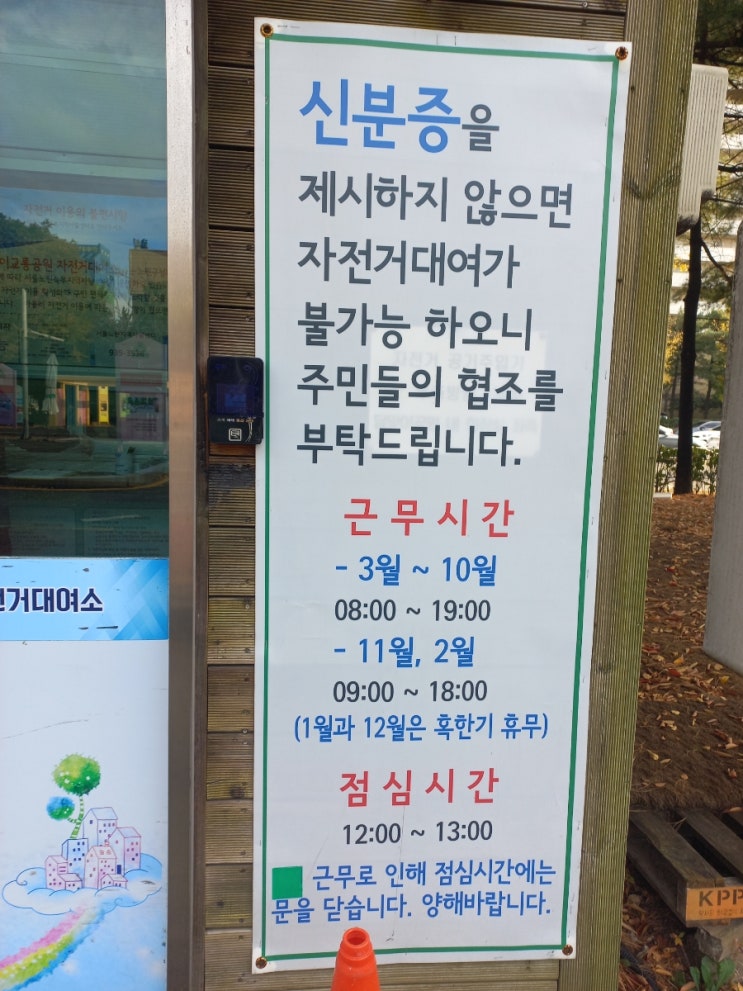 신분증을
제시하지 않으면
자전거대여가
불가능 하오니
주민들의 협조를
부탁드립니다.
근무시간
- 3월 ~ 10월
08:00 ~ 19:00
- 11월, 2월
09:00 ~ 18:00
(1월과 12월은 혹한기 휴무)
점심시간
12:00 ~ 13:00
근무로 인해 점심시간에는
문을 닫습니다. 양해바랍니다.
거대여소
KPP